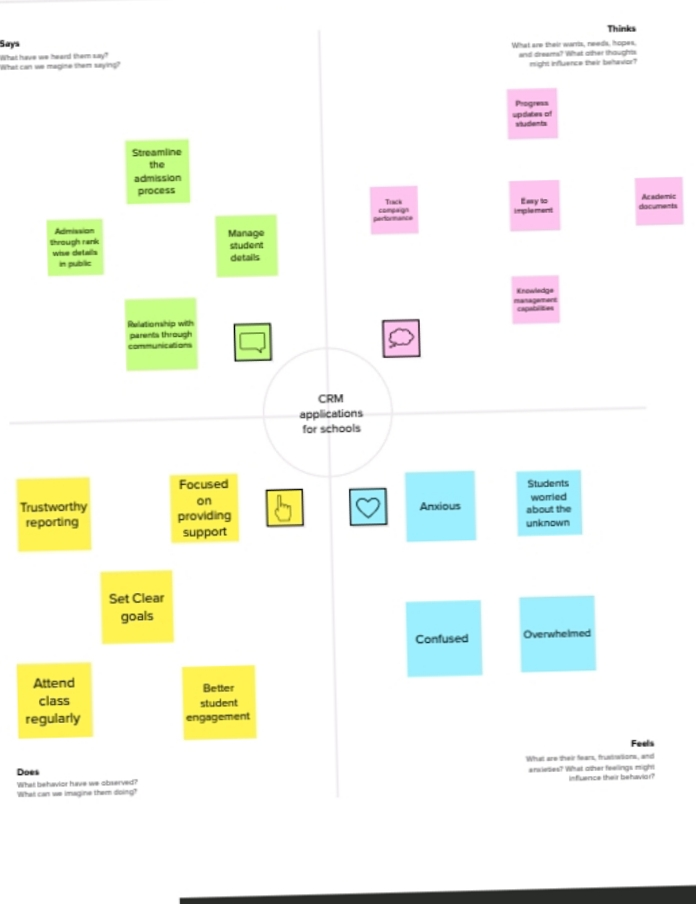 Says
What have we heard them say?
What can we magine them saying?
Thinks
What are their wants, needs, hopes,
and dreams? What other thoughts
might influence their behavior?
Streamline
the
admission
process
Admission
through rank
wise details
in public
Manage
student
details
Relationship with
parents through
communications
Progress
updates of
students
Track
campaign
performance
Easy to
implement
Academic
documents
Knowledge
management
capabilities
CRM
applications
for schools
Trustworthy
reporting
Focused
on
providing
support
Set Clear
goals
Attend
class
regularly
Better
student
engagement
Anxious
Students
worried
about the
unknown
Confused
Overwhelmed
Does
What behavior have we observed?
What can we imagine them doing?
Feels
What are their fears, frustrations, and
anxieties? What other feelings might
influence their behavior?